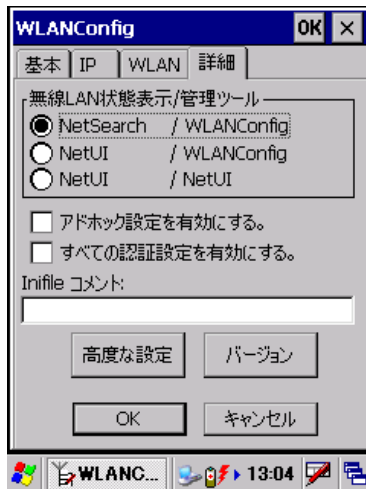 WLANConfig OK ×
基本 IP WLAN 詳細
無線LAN状態表示/管理ツール
NetSearch / WLANConfig
NetUI / WLANConfig
NetUI / NetUI
アドホック設定を有効にする。
すべての認証設定を有効にする。
Inifile コメント:
高度な設定 バージョン
OK キャンセル
WLANC... 13:04